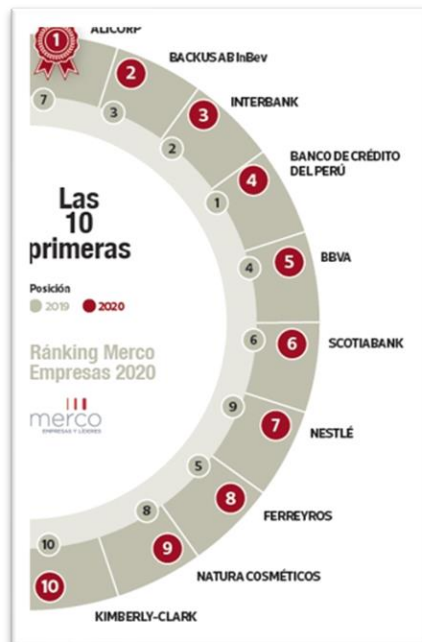 ALICORP
1
7
BACKUS AB InBev
2
3
INTERBANK
3
2
BANCO DE CRÉDITO
DEL PERÚ
4
1
BBVA
5
4
SCOTIABANK
6
6
NESTLÉ
7
9
FERREYROS
8
5
NATURA COSMÉTICOS
9
8
KIMBERLY-CLARK
10
10
Las
10
primeras
Posición
2019 2020
Ránking Merco
Empresas 2020
merco
EMPRESAS Y LÍDERES